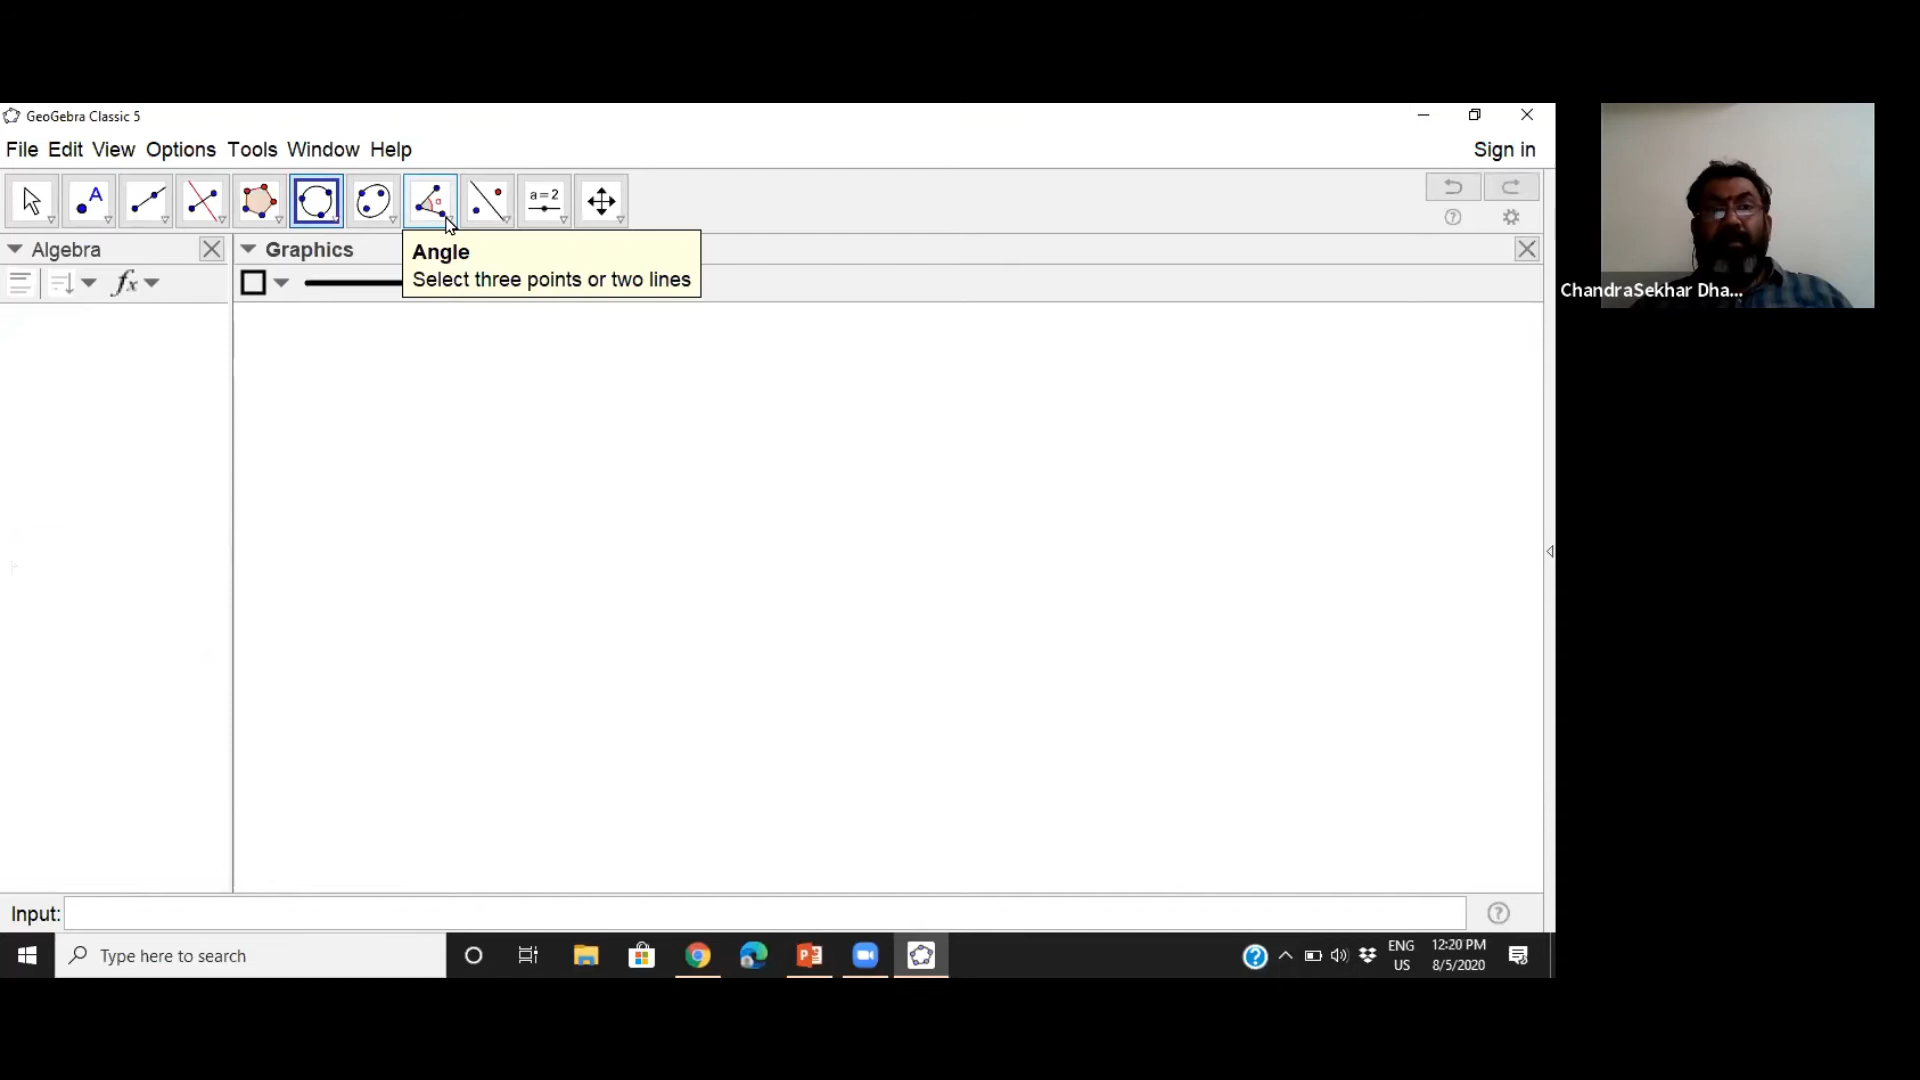 GeoGebra Classic 5
File Edit View Options Tools Window Help
Sign in
A
α
a=2
Algebra
Graphics
Angle
Select three points or two lines
fx
ChandraSekhar Dha...
Input:
Type here to search
ENG
US
12:20 PM
8/5/2020